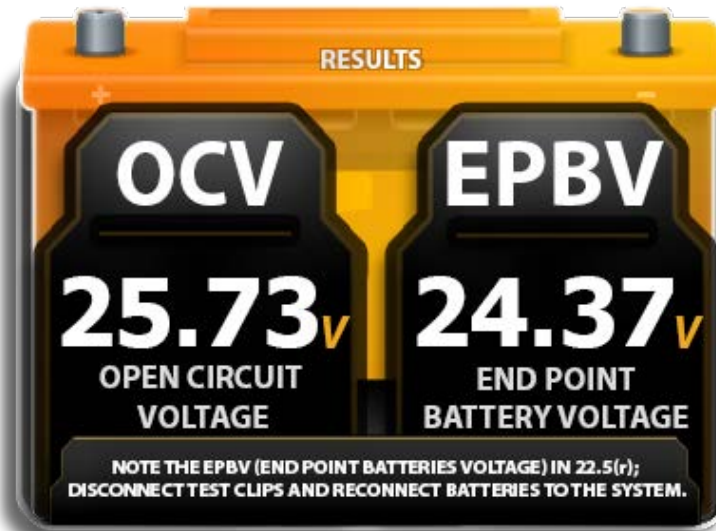 RESULTS
+ -
OCV
EPBV
25.73V
24.37V
OPEN CIRCUIT
VOLTAGE
END POINT
BATTERY VOLTAGE
NOTE THE EPBV (END POINT BATTERIES VOLTAGE) IN 22.5(r);
DISCONNECT TEST CLIPS AND RECONNECT BATTERIES TO THE SYSTEM.